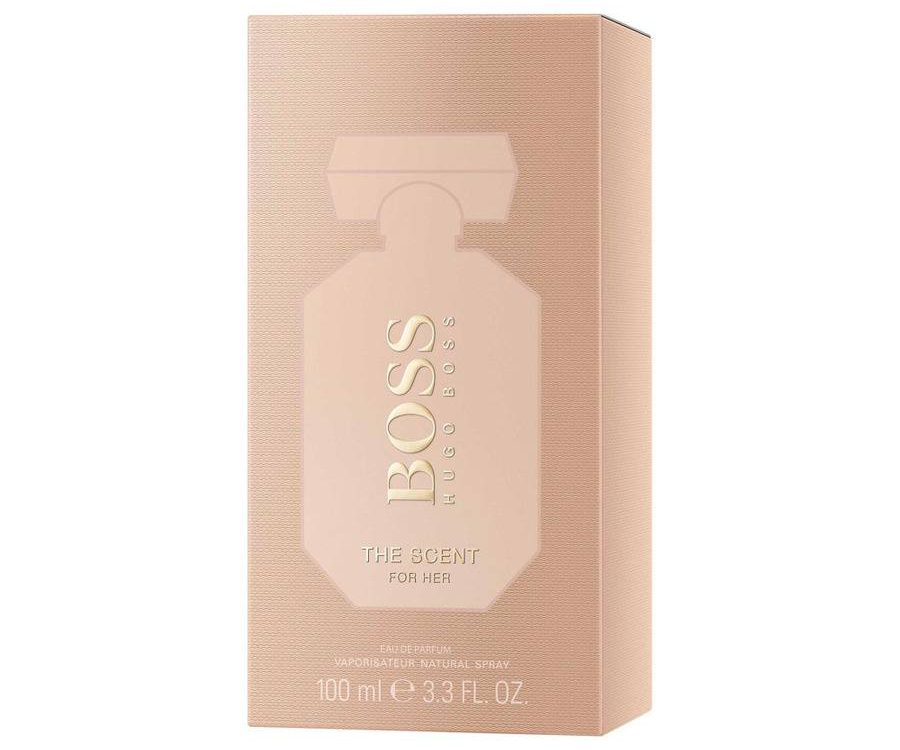 BOSS
HUGO BOSS
THE SCENT
FOR HER
EAU DE PARFUM
VAPORISATEUR NATURAL SPRAY
100 ml ℮ 3.3 FL. OZ.